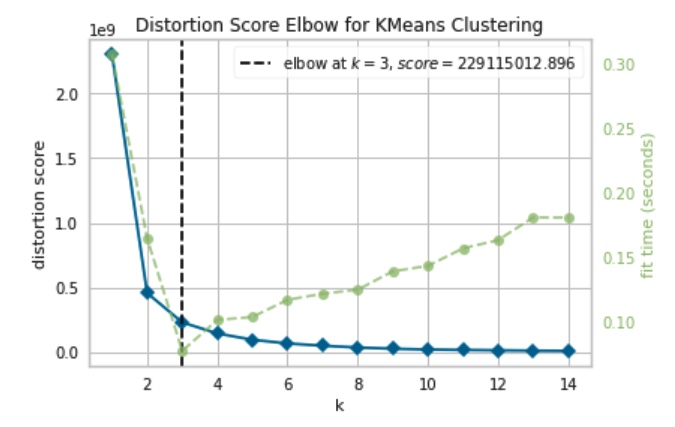 Distortion Score Elbow for KMeans Clustering
1e9
elbow at k = 3, score = 229115012.896
distortion score
2.0
1.5
1.0
0.5
0.0
0.30
0.25
0.20
0.15
0.10
fit time (seconds)
2 4 6 8 10 12 14
k